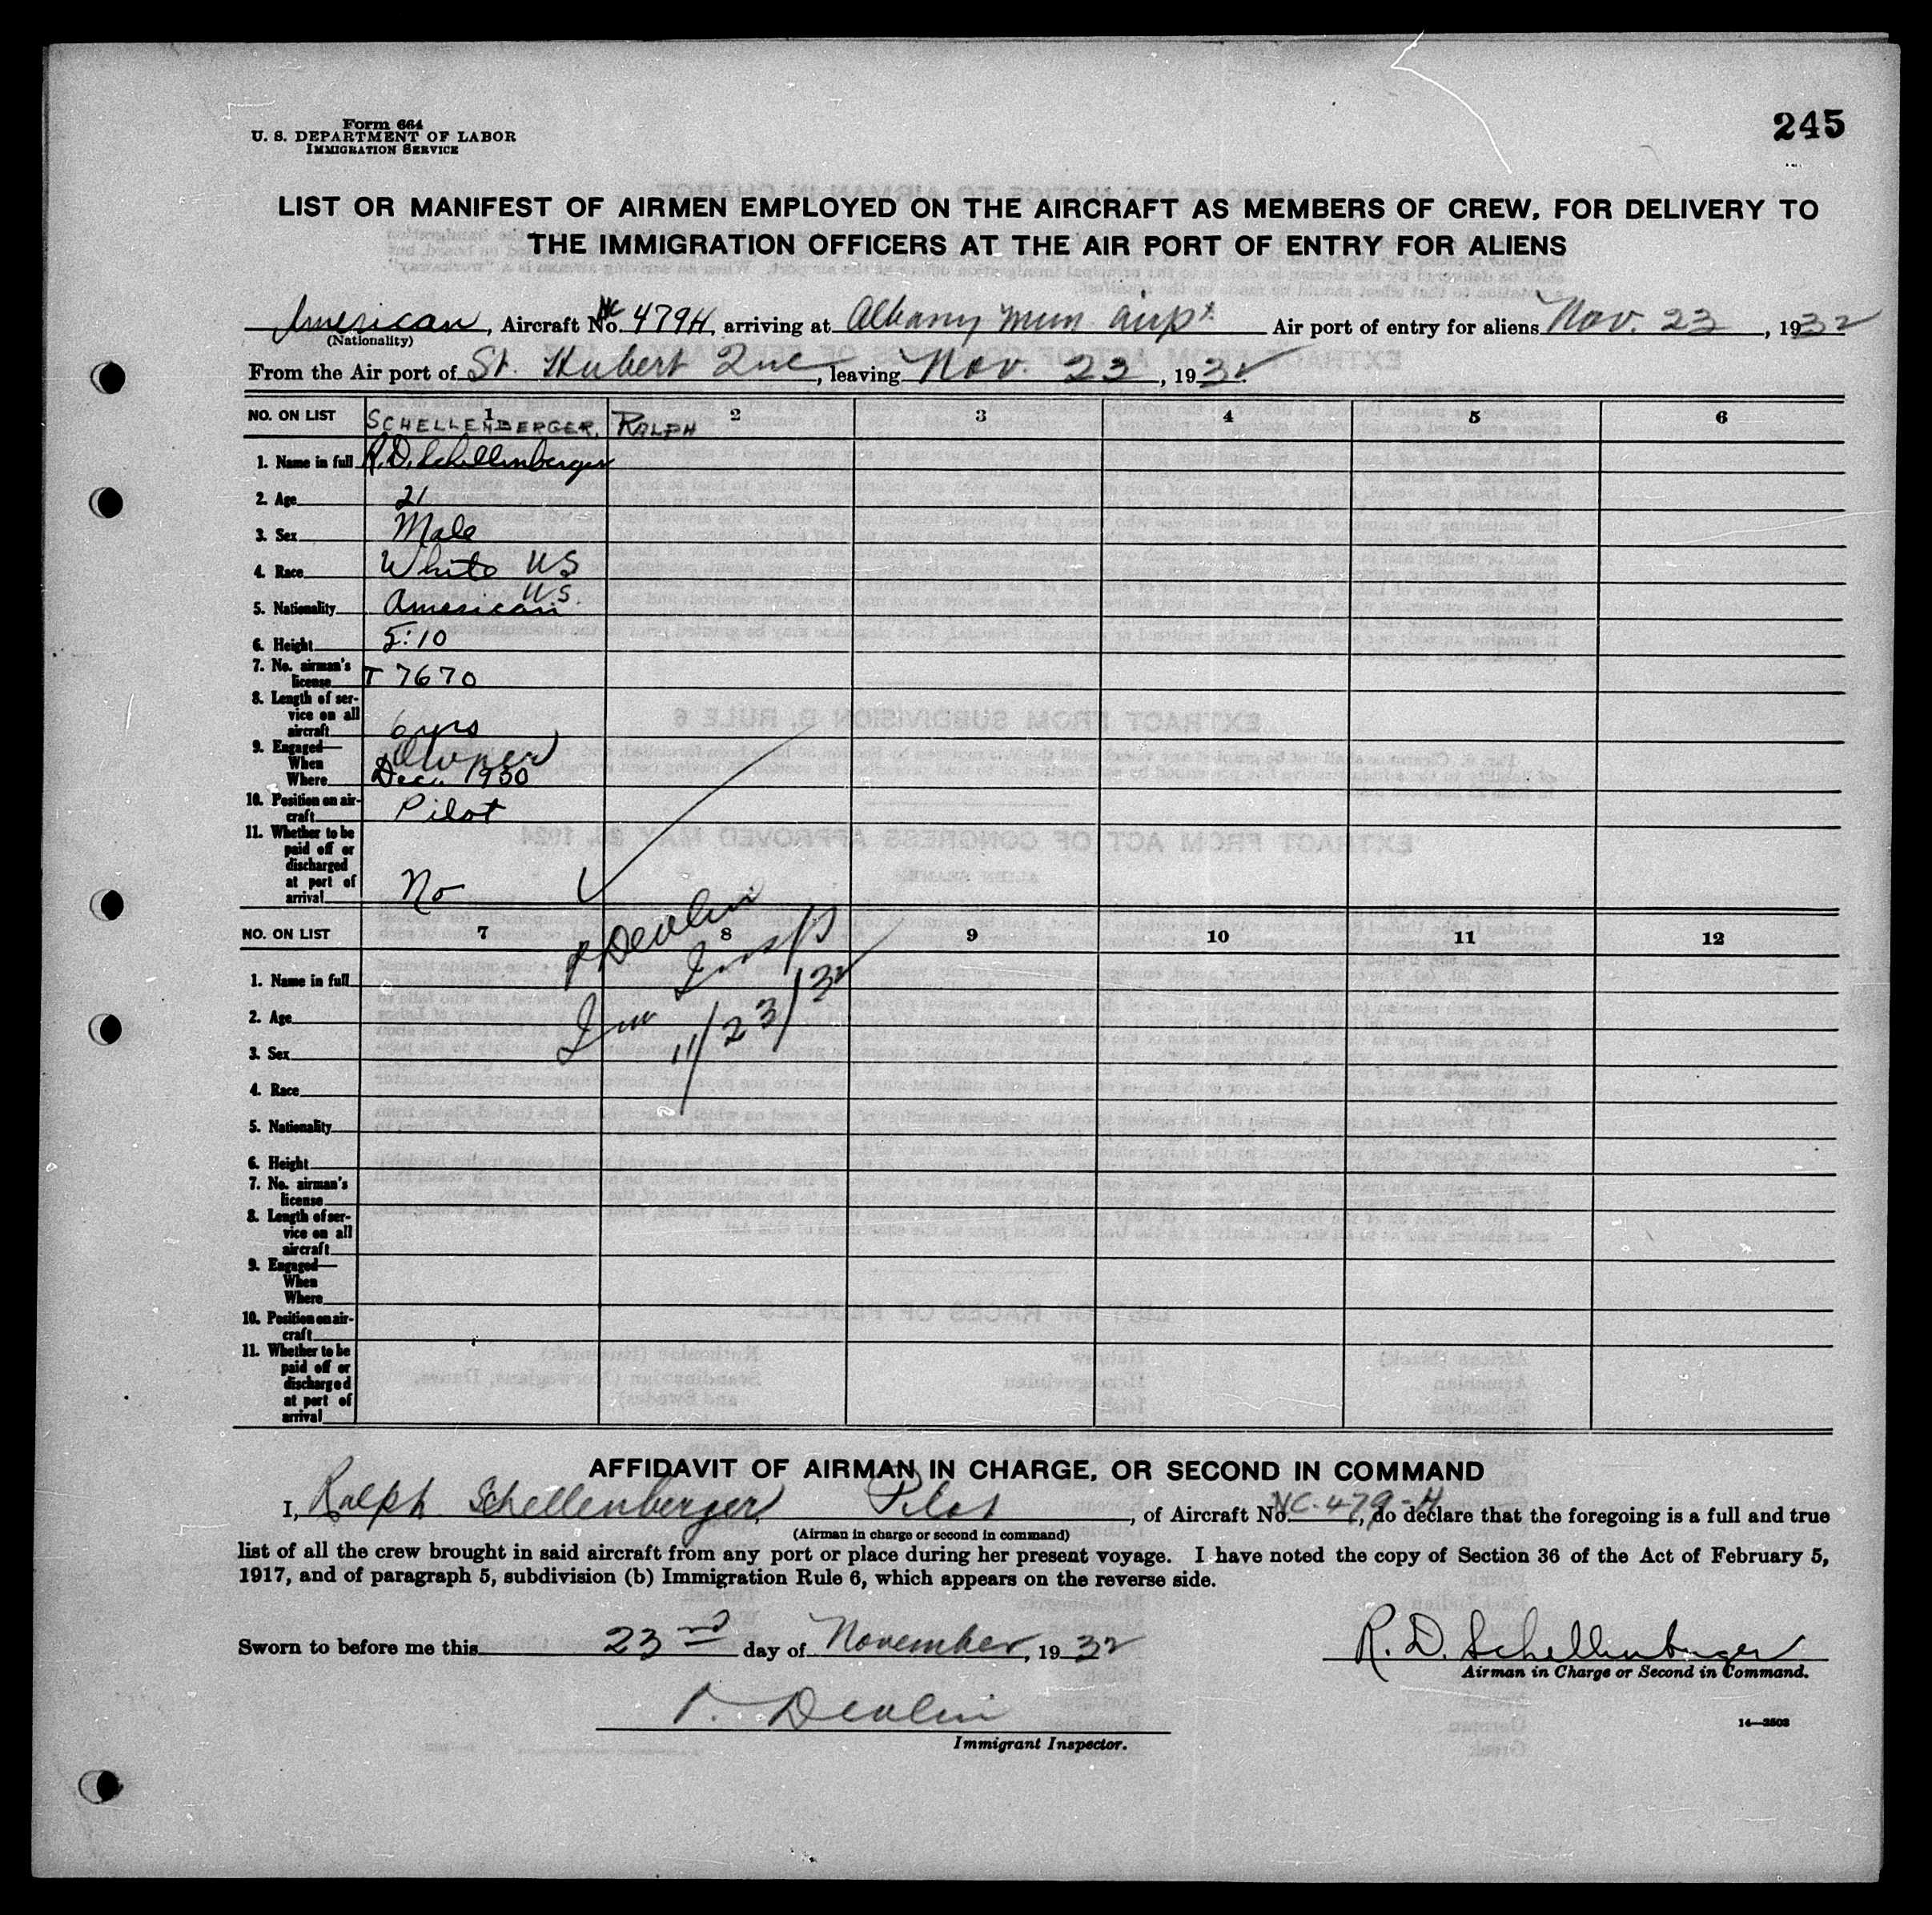 Form 664
U. S. DEPARTMENT OF LABOR
IMMIGRATION SERVICE
245
LIST OR MANIFEST OF AIRMEN EMPLOYED ON THE AIRCRAFT AS MEMBERS OF CREW, FOR DELIVERY TO
THE IMMIGRATION OFFICERS AT THE AIR PORT OF ENTRY FOR ALIENS
American, Aircraft No. NC 479H, arriving at Albany Mun airpt Air port of entry for aliens Nov. 23, 1932
(Nationality)
From the Air port of St. Hubert Que, leaving Nov. 23, 1932.
NO. ON LIST 1 2 3 4 5 6
SCHELLENBERGER, RALPH
1. Name in full R.D. Schellenberger
2. Age 21
3. Sex Male
4. Race White US
5. Nationality American U.S.
6. Height 5:10
7. No. airman's
license T 7670
8. Length of ser-
vice on all
aircraft 6 yrs
9. Engaged—
When Owner
Where Dec. 1930
10. Position on air-
craft Pilot
11. Whether to be
paid off or
discharged
at port of
arrival No
P Devlin
NO. ON LIST 7 8 9 10 11 12
Insp
1. Name in full
2. Age
Imm 11/23/32
3. Sex
4. Race
5. Nationality
6. Height
7. No. airman's
license
8. Length of ser-
vice on all
aircraft
9. Engaged—
When
Where
10. Position on air-
craft
11. Whether to be
paid off or
discharged
at port of
arrival
AFFIDAVIT OF AIRMAN IN CHARGE, OR SECOND IN COMMAND
I, Ralph Schellenberger, Pilot, of Aircraft No. NC-479-H, do declare that the foregoing is a full and true
(Airman in charge or second in command)
list of all the crew brought in said aircraft from any port or place during her present voyage. I have noted the copy of Section 36 of the Act of February 5,
1917, and of paragraph 5, subdivision (b) Immigration Rule 6, which appears on the reverse side.
Sworn to before me this 23rd day of November, 1932
R. D. Schellenberger
Airman in Charge or Second in Command.
P. Devlin
Immigrant Inspector.
14—2503